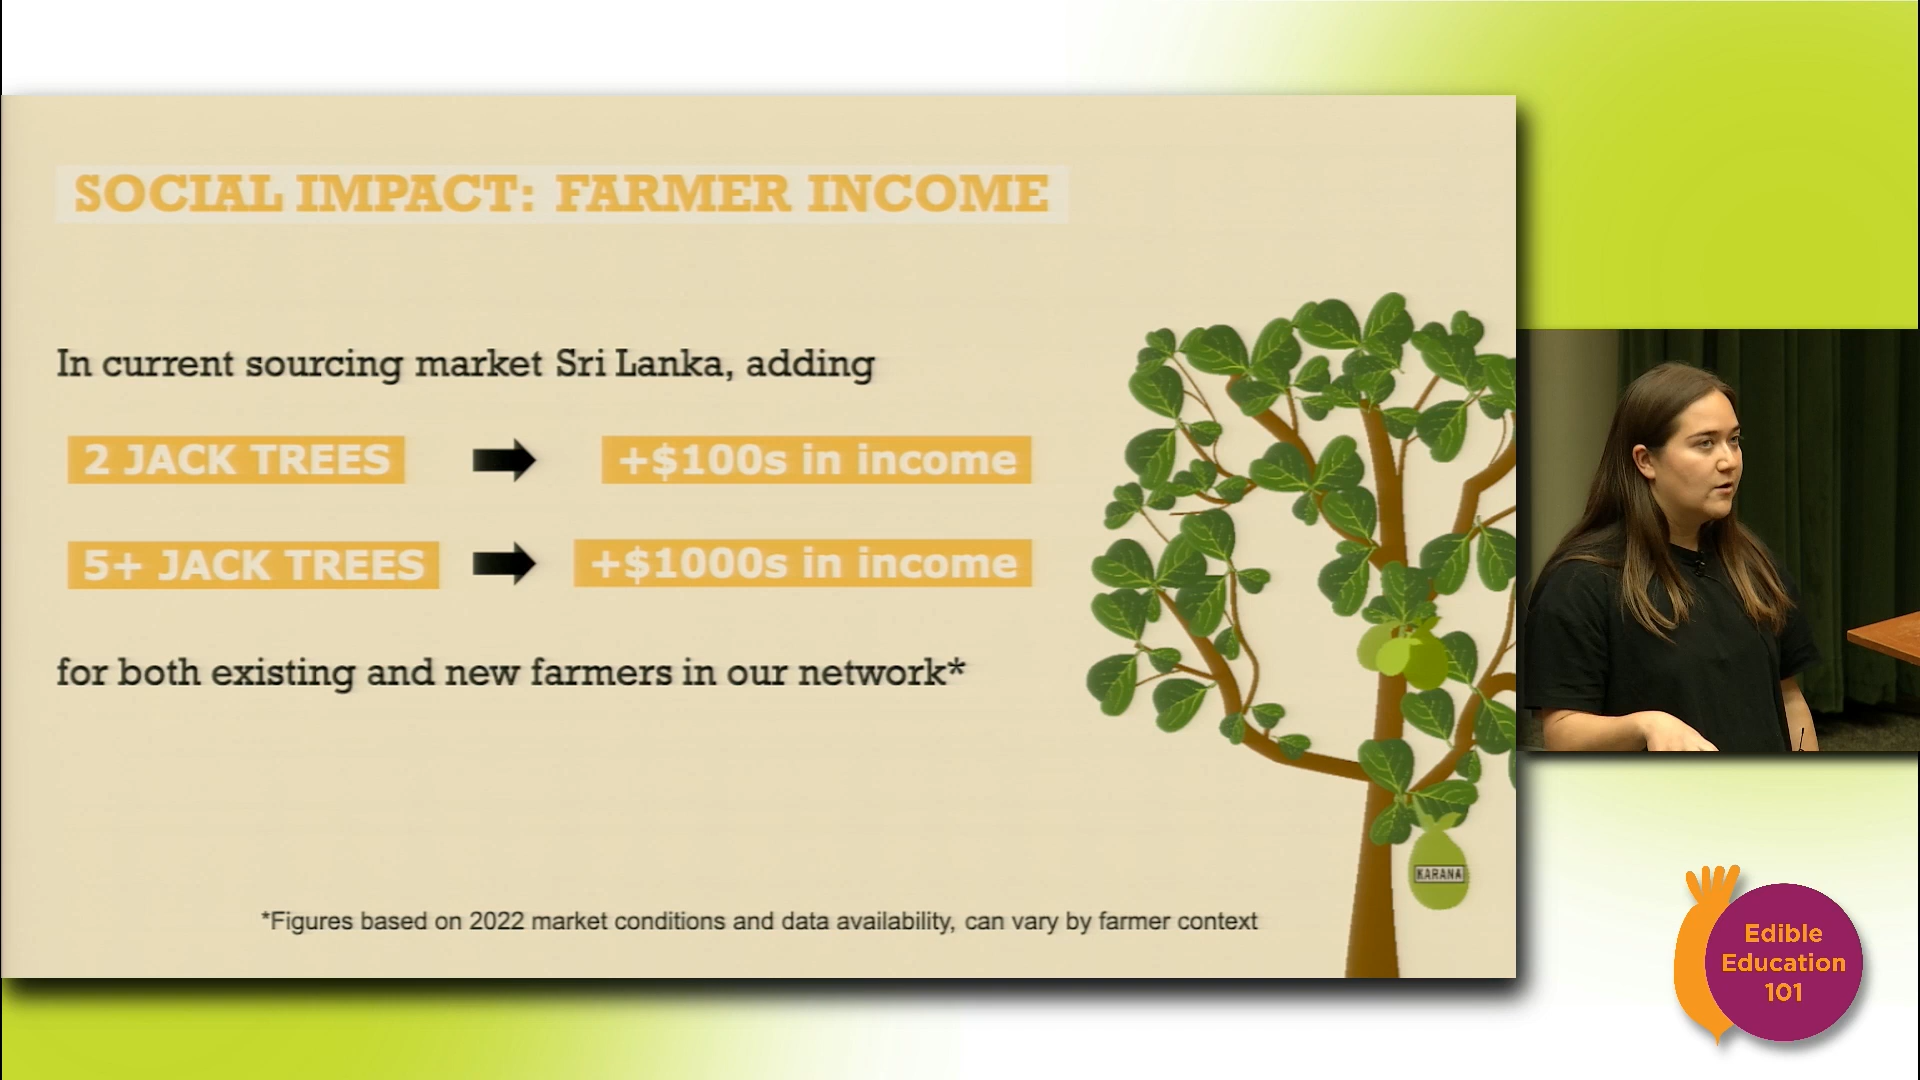 SOCIAL IMPACT: FARMER INCOME
In current sourcing market Sri Lanka, adding
2 JACK TREES
+$100s in income
5+ JACK TREES
+$1000s in income
for both existing and new farmers in our network*
KARANA
*Figures based on 2022 market conditions and data availability, can vary by farmer context
Edible
Education
101